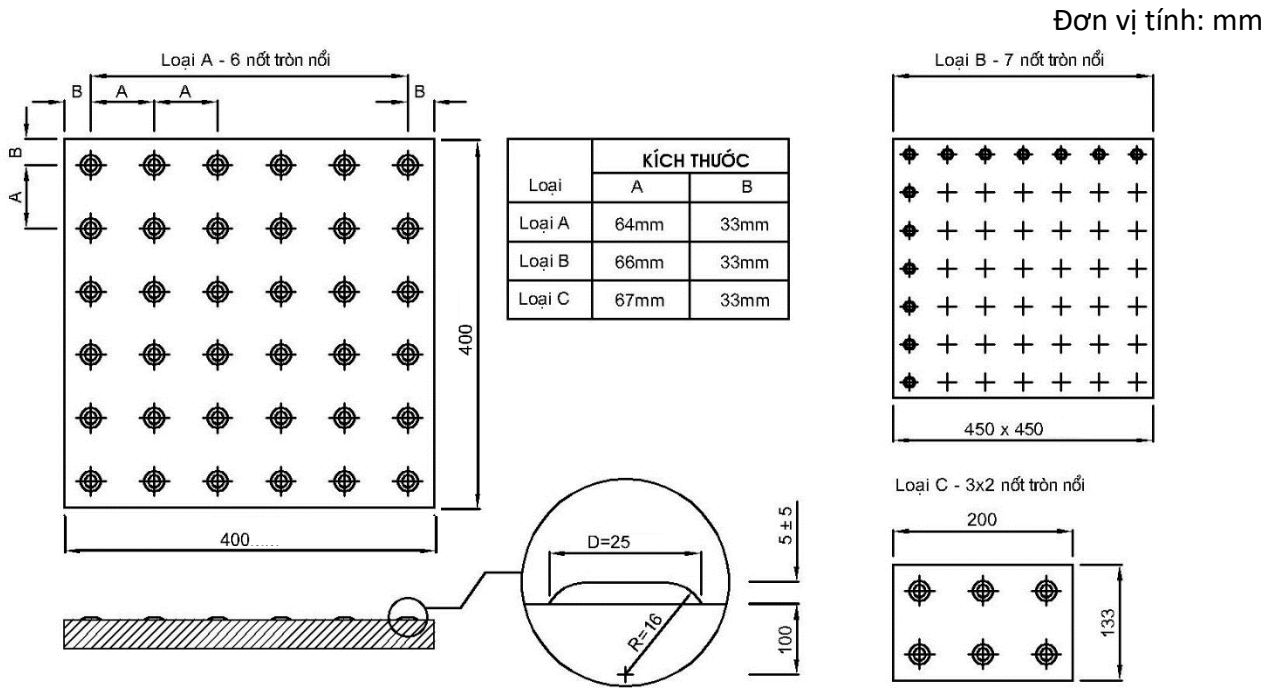 Đơn vị tính: mm
Loại A - 6 nốt tròn nổi
B A A B
B
A
400
400......
KÍCH THƯỚC
Loại A B
Loại A 64mm 33mm
Loại B 66mm 33mm
Loại C 67mm 33mm
Loại B - 7 nốt tròn nổi
450 x 450
D=25
5 ± 5
R=16
100
Loại C - 3x2 nốt tròn nổi
200
133